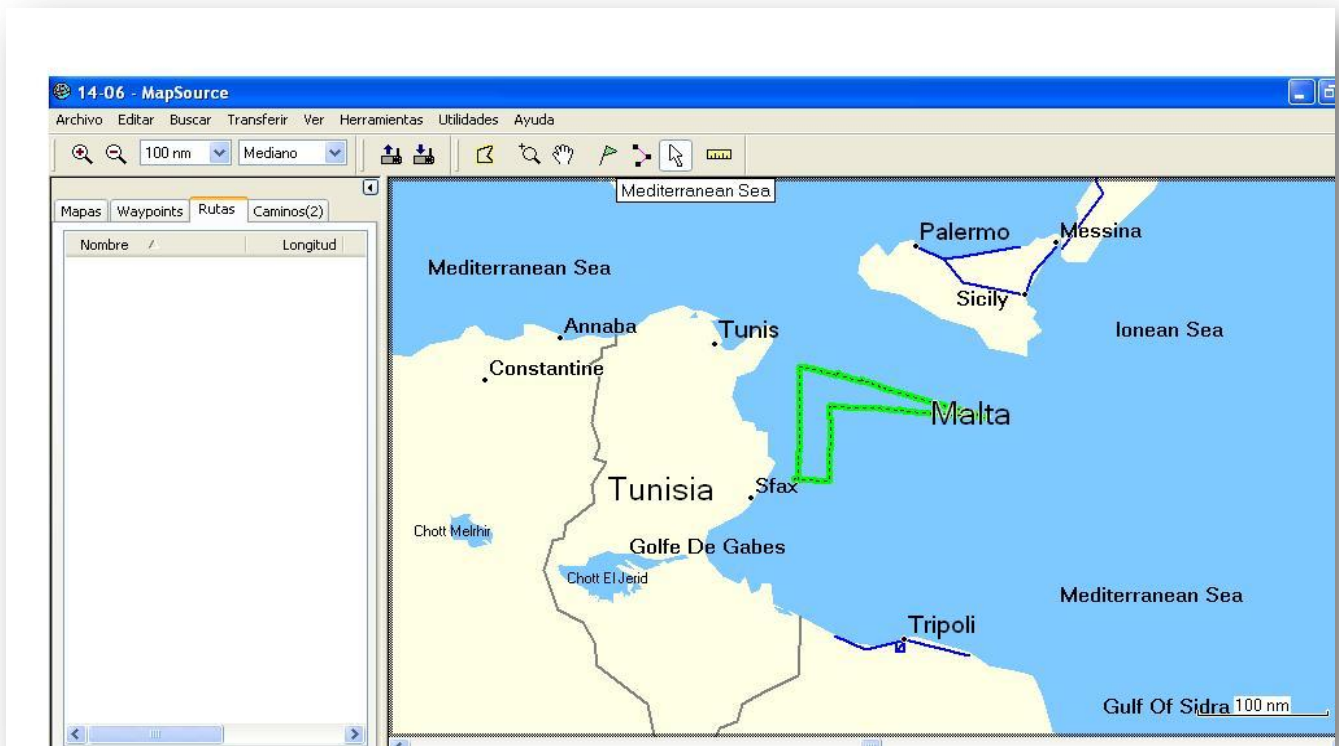 14-06 - MapSource
Archivo Editar Buscar Transferir Ver Herramientas Utilidades Ayuda
100 nm Mediano
Mediterranean Sea
Mapas Waypoints Rutas Caminos(2)
Nombre Longitud
Palermo
Messina
Mediterranean Sea
Sicily
Ionean Sea
Annaba
Tunis
Constantine
Malta
Tunisia
Sfax
Chott Melrhir
Golfe De Gabes
Chott El Jerid
Mediterranean Sea
Tripoli
Gulf Of Sidra 100 nm